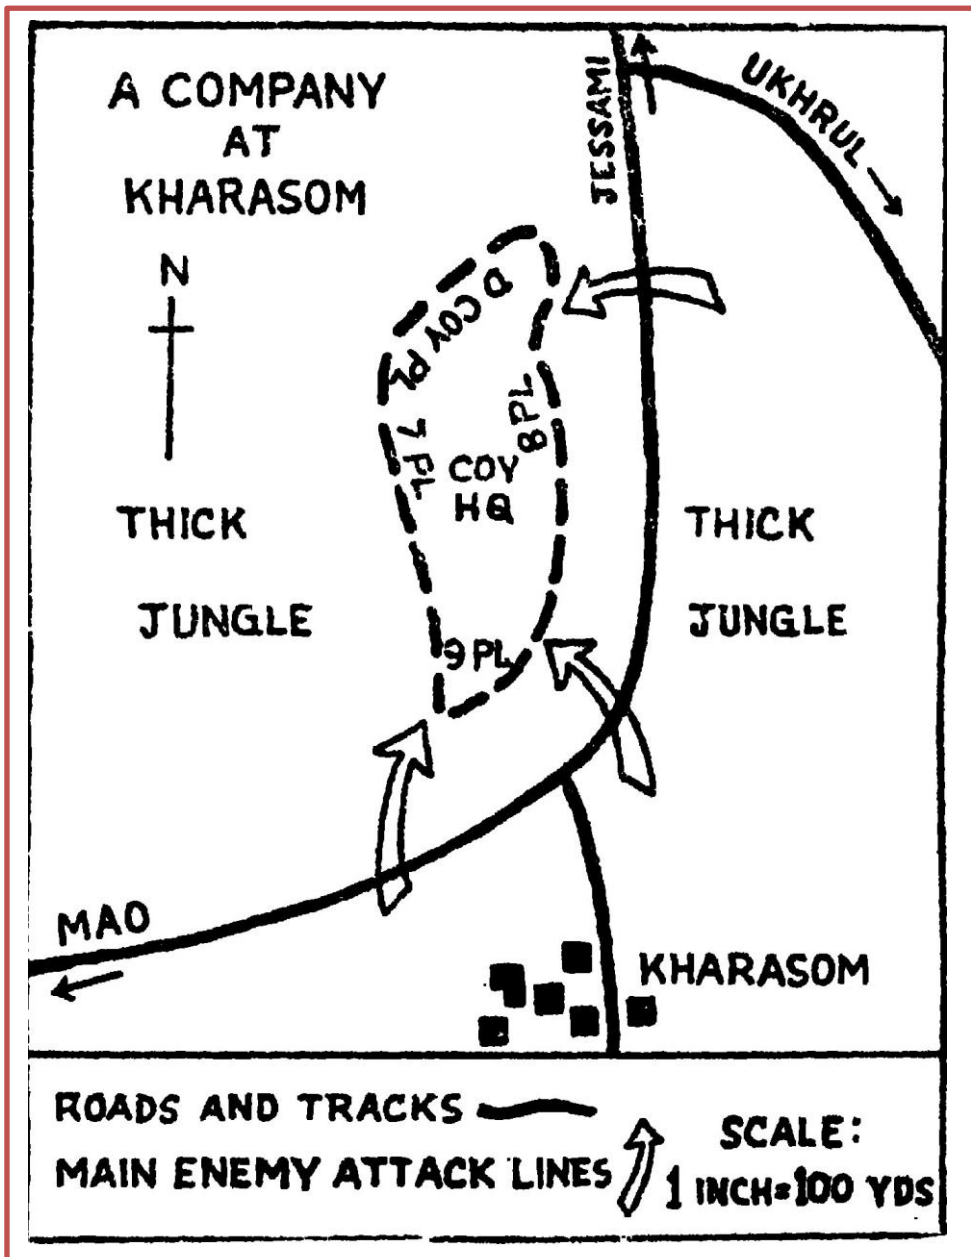 A COMPANY
AT
KHARASOM
N
JESSAMI
UKHRUL
D COY PL
7 PL
8 PL
COY
HQ
9 PL
THICK
JUNGLE
THICK
JUNGLE
MAO
KHARASOM
ROADS AND TRACKS
MAIN ENEMY ATTACK LINES
SCALE:
1 INCH=100 YDS